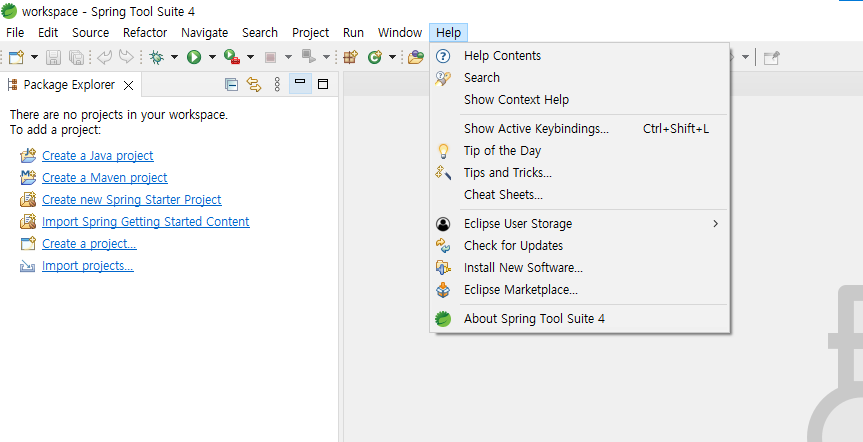 workspace - Spring Tool Suite 4
File Edit Source Refactor Navigate Search Project Run Window Help
Package Explorer
There are no projects in your workspace.
To add a project:
Create a Java project
Create a Maven project
Create new Spring Starter Project
Import Spring Getting Started Content
Create a project...
Import projects...
Help Contents
Search
Show Context Help
Show Active Keybindings... Ctrl+Shift+L
Tip of the Day
Tips and Tricks...
Cheat Sheets...
Eclipse User Storage
Check for Updates
Install New Software...
Eclipse Marketplace...
About Spring Tool Suite 4